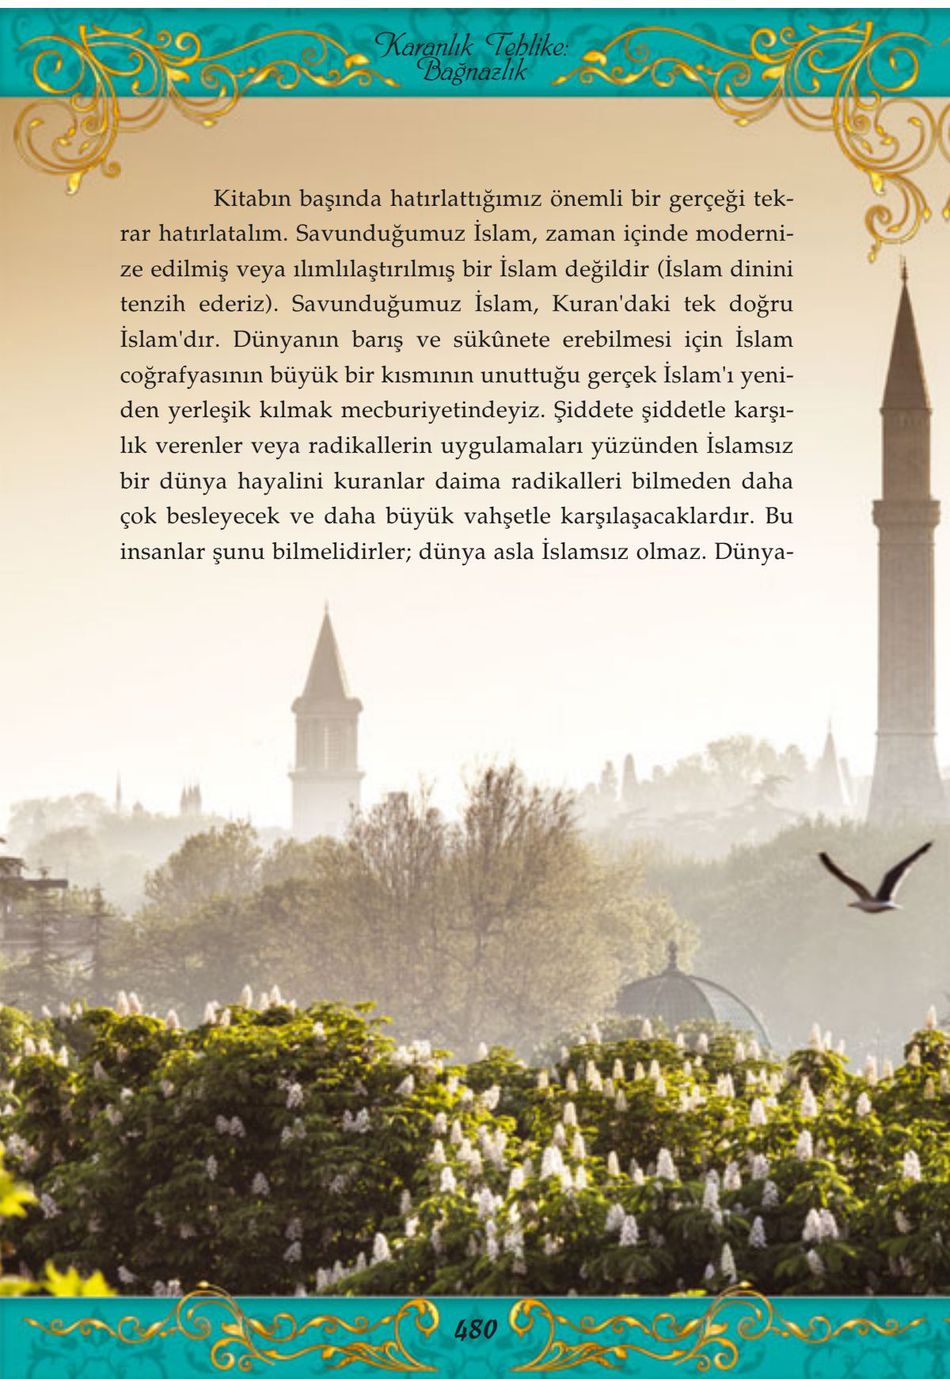 Karanlık Tehlike:
Bağnazlık
Kitabın başında hatırlattığımız önemli bir gerçeği tek-
rar hatırlatalım. Savunduğumuz İslam, zaman içinde moderni-
ze edilmiş veya ılımlılaştırılmış bir İslam değildir (İslam dinini
tenzih ederiz). Savunduğumuz İslam, Kuran'daki tek doğru
İslam'dır. Dünyanın barış ve sükûnete erebilmesi için İslam
coğrafyasının büyük bir kısmının unuttuğu gerçek İslam'ı yeni-
den yerleşik kılmak mecburiyetindeyiz. Şiddete şiddetle karşı-
lık verenler veya radikallerin uygulamaları yüzünden İslamsız
bir dünya hayalini kuranlar daima radikalleri bilmeden daha
çok besleyecek ve daha büyük vahşetle karşılaşacaklardır. Bu
insanlar şunu bilmelidirler; dünya asla İslamsız olmaz. Dünya-
480